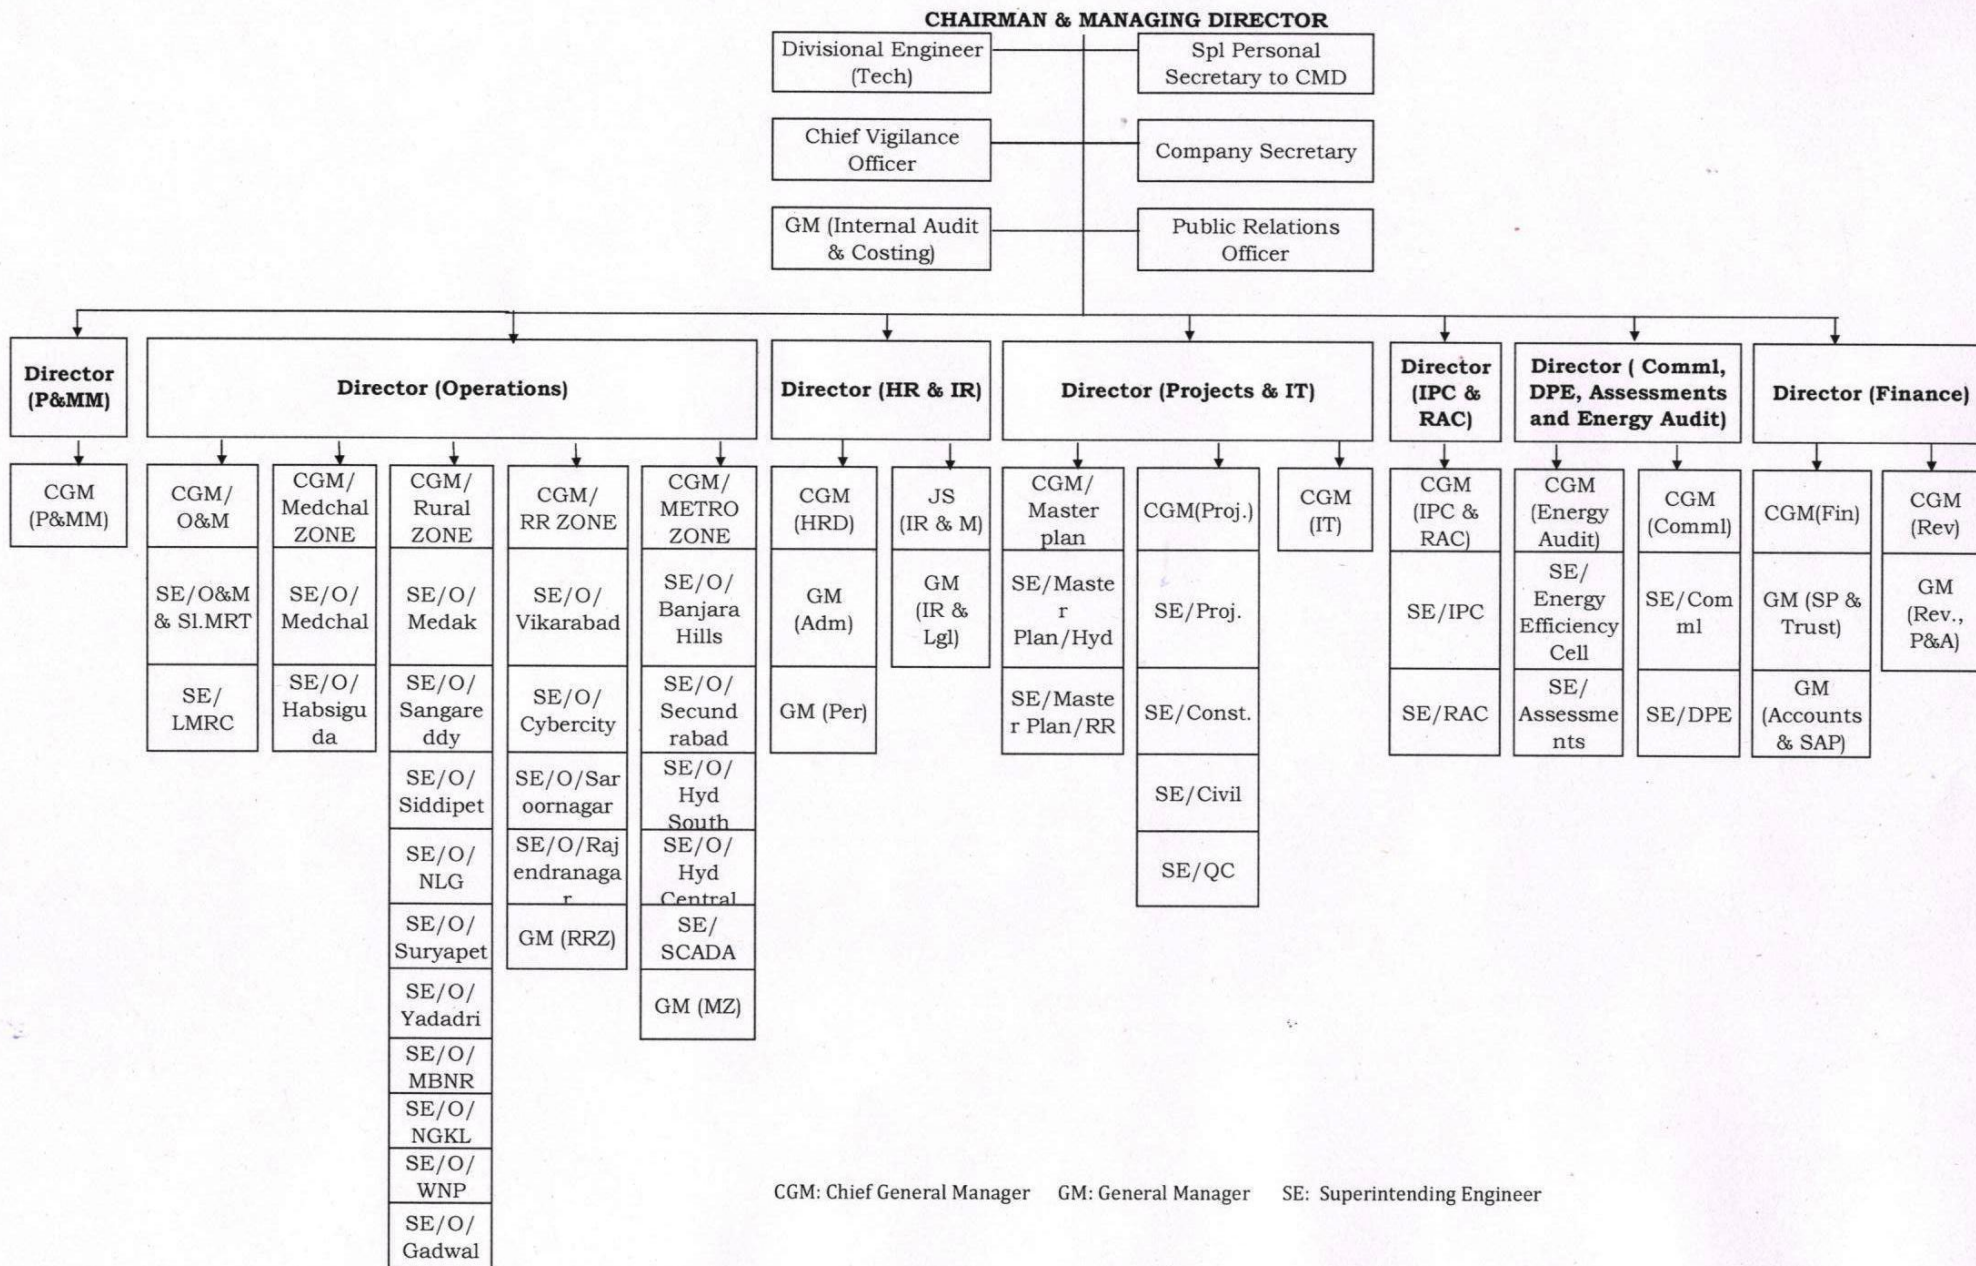 CHAIRMAN & MANAGING DIRECTOR
Divisional Engineer
(Tech)
Spl Personal
Secretary to CMD
Chief Vigilance
Officer
Company Secretary
GM (Internal Audit
& Costing)
Public Relations
Officer
Director
(P&MM)
Director (Operations)
Director (HR & IR)
Director (Projects & IT)
Director
(IPC &
RAC)
Director ( Comml,
DPE, Assessments
and Energy Audit)
Director (Finance)
CGM
(P&MM)
CGM/
O&M
SE/O&M
& Sl.MRT
SE/
LMRC
CGM/
Medchal
ZONE
SE/O/
Medchal
SE/O/
Habsigu
da
CGM/
Rural
ZONE
SE/O/
Medak
SE/O/
Sangare
ddy
SE/O/
Siddipet
SE/O/
NLG
SE/O/
Suryapet
SE/O/
Yadadri
SE/O/
MBNR
SE/O/
NGKL
SE/O/
WNP
SE/O/
Gadwal
CGM/
RR ZONE
SE/O/
Vikarabad
SE/O/
Cybercity
SE/O/Sar
oornagar
SE/O/Raj
endranaga
r
GM (RRZ)
CGM/
METRO
ZONE
SE/O/
Banjara
Hills
SE/O/
Secund
rabad
SE/O/
Hyd
South
SE/O/
Hyd
Central
SE/
SCADA
GM (MZ)
CGM
(HRD)
GM
(Adm)
GM (Per)
JS
(IR & M)
GM
(IR &
Lgl)
CGM/
Master
plan
SE/Maste
r
Plan/Hyd
SE/Maste
r Plan/RR
CGM(Proj.)
SE/Proj.
SE/Const.
SE/Civil
SE/QC
CGM
(IT)
CGM
(IPC &
RAC)
SE/IPC
SE/RAC
CGM
(Energy
Audit)
SE/
Energy
Efficiency
Cell
SE/
Assessme
nts
CGM
(Comml)
SE/Com
ml
SE/DPE
CGM(Fin)
GM (SP &
Trust)
GM
(Accounts
& SAP)
CGM
(Rev)
GM
(Rev.,
P&A)
CGM: Chief General Manager GM: General Manager SE: Superintending Engineer